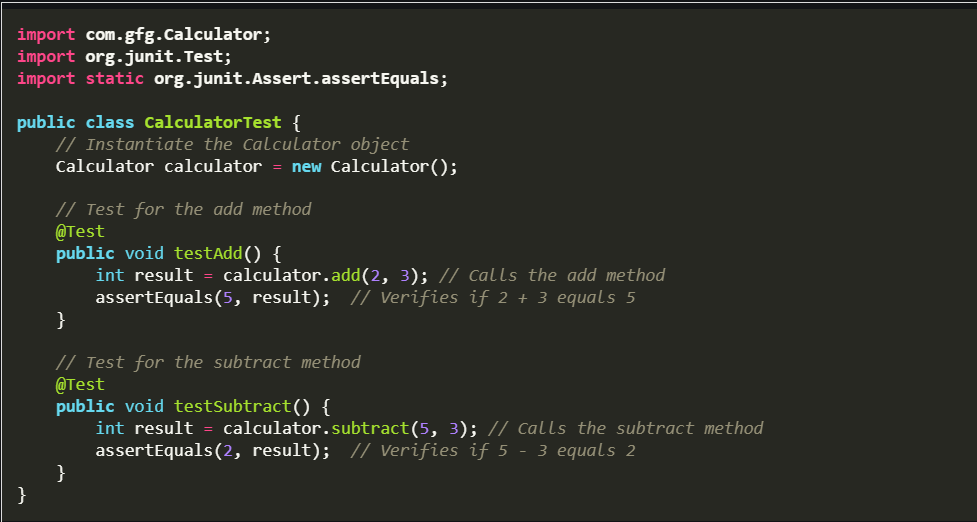 import com.gfg.Calculator;
import org.junit.Test;
import static org.junit.Assert.assertEquals;

public class CalculatorTest {
    // Instantiate the Calculator object
    Calculator calculator = new Calculator();

    // Test for the add method
    @Test
    public void testAdd() {
        int result = calculator.add(2, 3); // Calls the add method
        assertEquals(5, result);  // Verifies if 2 + 3 equals 5
    }

    // Test for the subtract method
    @Test
    public void testSubtract() {
        int result = calculator.subtract(5, 3); // Calls the subtract method
        assertEquals(2, result);  // Verifies if 5 - 3 equals 2
    }
}